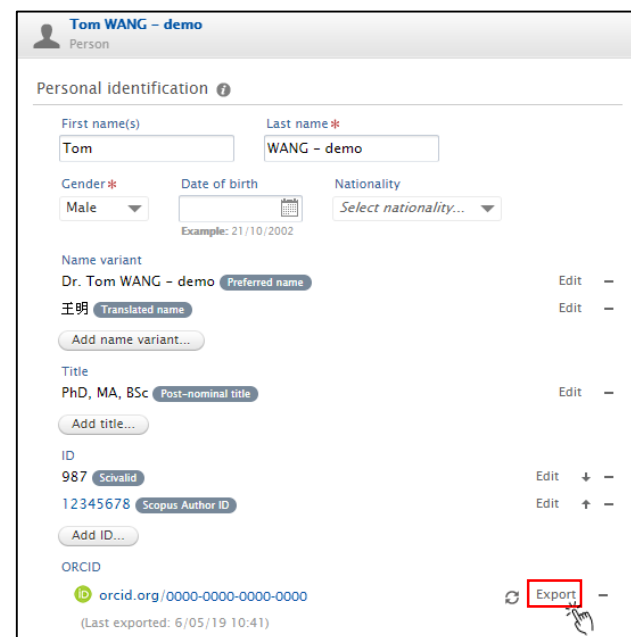 Tom WANG – demo
Person
Personal identification i
First name(s) Last name *
Tom WANG – demo
Gender * Date of birth Nationality
Male Select nationality...
Example: 21/10/2002
Name variant
Dr. Tom WANG – demo Preferred name Edit –
王明 Translated name Edit –
Add name variant...
Title
PhD, MA, BSc Post-nominal title Edit –
Add title...
ID
987 Scivalid Edit –
12345678 Scopus Author ID Edit –
Add ID...
ORCID
iD orcid.org/0000-0000-0000-0000 Export –
(Last exported: 6/05/19 10:41)